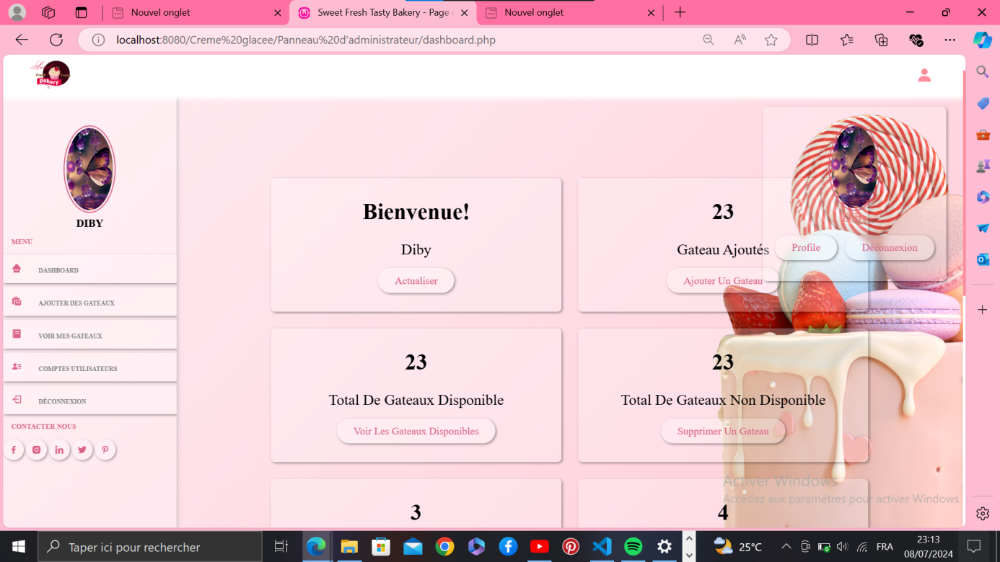 Nouvel onglet
Sweet Fresh Tasty Bakery - Page
Nouvel onglet
localhost:8080/Creme%20glacee/Panneau%20d'administrateur/dashboard.php
Bakery
DIBY
MENU
DASHBOARD
AJOUTER DES GATEAUX
VOIR MES GATEAUX
COMPTES UTILISATEURS
DÉCONNEXION
CONTACTER NOUS
Bienvenue!
Diby
Actualiser
23
Gateau Ajoutés
Ajouter Un Gateau
Diby
Profile
Déconnexion
23
Total De Gateaux Disponible
Voir Les Gateaux Disponibles
23
Total De Gateaux Non Disponible
Supprimer Un Gateau
3
4
Activer Windows
Accédez aux paramètres pour activer Windows.
Taper ici pour rechercher
25°C
FRA
23:13
08/07/2024